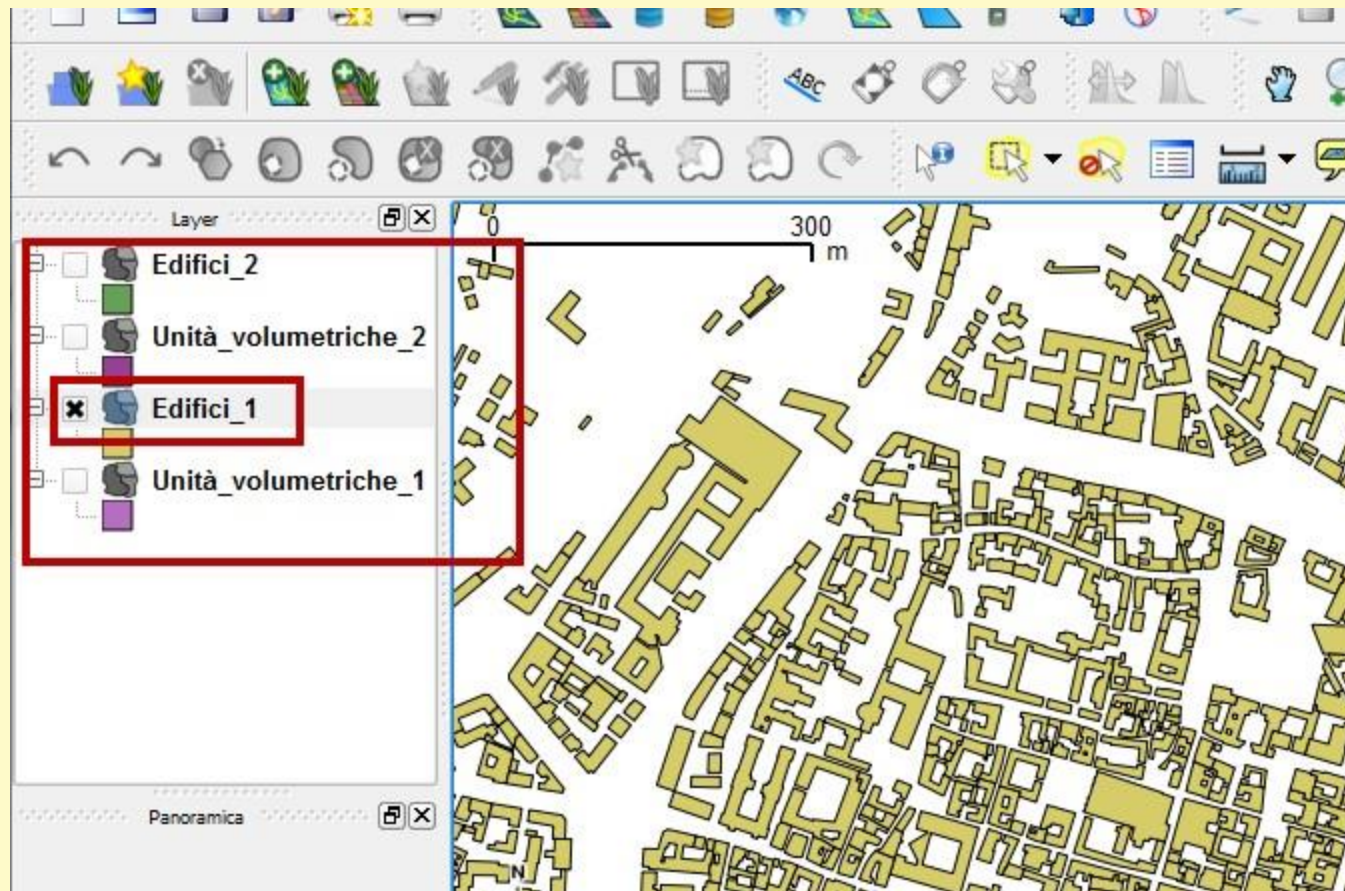 ABC
Layer
0 300
m
Edifici_2
Unità_volumetriche_2
Edifici_1
Unità_volumetriche_1
Panoramica
N